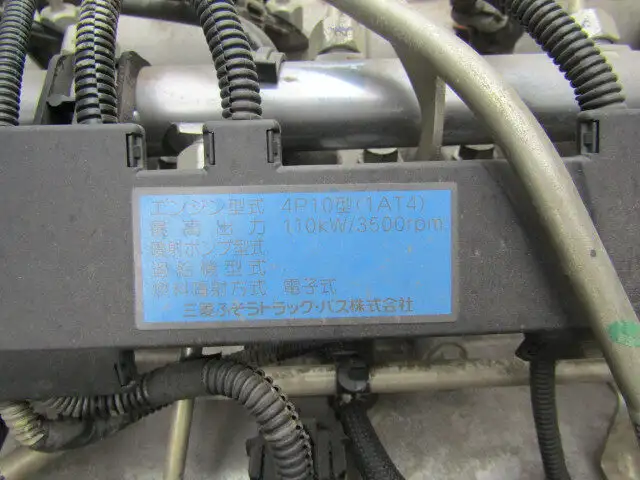 エンジン型式 4P10型(1AT4)
最高出力 110kW/3500rpm
噴射ポンプ型式
過給機型式
燃料噴射方式 電子式
三菱ふそうトラック・バス株式会社